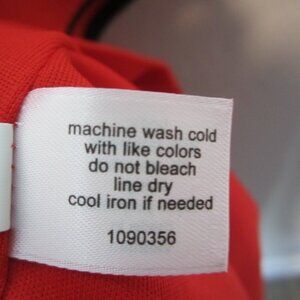 machine wash cold
with like colors
do not bleach
line dry
cool iron if needed
1090356